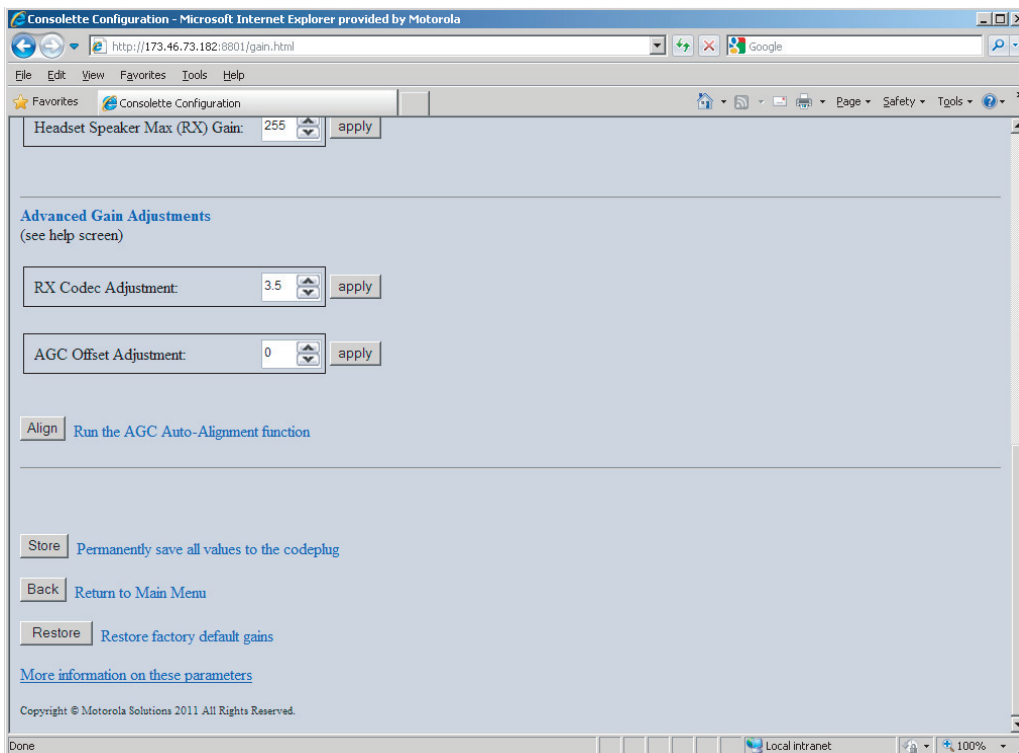 Consolette Configuration - Microsoft Internet Explorer provided by Motorola
http://173.46.73.182:8801/gain.html
Google
File Edit View Favorites Tools Help
Favorites Consolette Configuration Page Safety Tools
Headset Speaker Max (RX) Gain: 255 apply
Advanced Gain Adjustments
(see help screen)
RX Codec Adjustment: 3.5 apply
AGC Offset Adjustment: 0 apply
Align Run the AGC Auto-Alignment function
Store Permanently save all values to the codeplug
Back Return to Main Menu
Restore Restore factory default gains
More information on these parameters
Copyright © Motorola Solutions 2011 All Rights Reserved.
Done Local intranet 100%